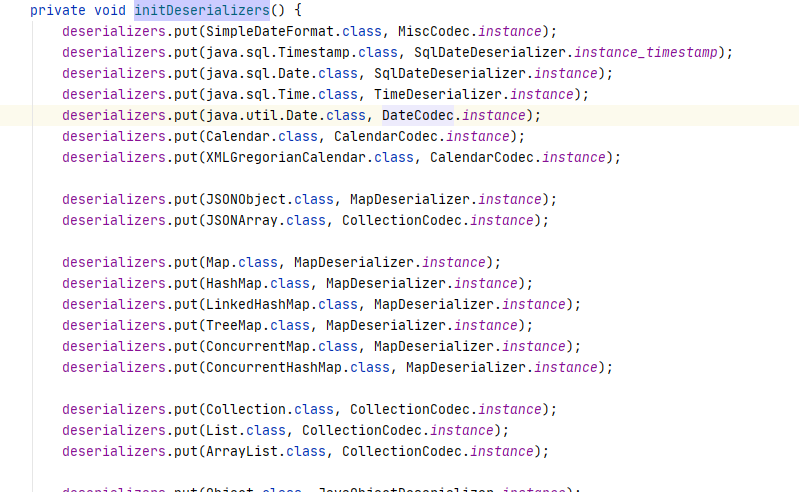 private void initDeserializers() {
deserializers.put(SimpleDateFormat.class, MiscCodec.instance);
deserializers.put(java.sql.Timestamp.class, SqlDateDeserializer.instance_timestamp);
deserializers.put(java.sql.Date.class, SqlDateDeserializer.instance);
deserializers.put(java.sql.Time.class, TimeDeserializer.instance);
deserializers.put(java.util.Date.class, DateCodec.instance);
deserializers.put(Calendar.class, CalendarCodec.instance);
deserializers.put(XMLGregorianCalendar.class, CalendarCodec.instance);
deserializers.put(JSONObject.class, MapDeserializer.instance);
deserializers.put(JSONArray.class, CollectionCodec.instance);
deserializers.put(Map.class, MapDeserializer.instance);
deserializers.put(HashMap.class, MapDeserializer.instance);
deserializers.put(LinkedHashMap.class, MapDeserializer.instance);
deserializers.put(TreeMap.class, MapDeserializer.instance);
deserializers.put(ConcurrentMap.class, MapDeserializer.instance);
deserializers.put(ConcurrentHashMap.class, MapDeserializer.instance);
deserializers.put(Collection.class, CollectionCodec.instance);
deserializers.put(List.class, CollectionCodec.instance);
deserializers.put(ArrayList.class, CollectionCodec.instance);
deserializers.put(Object.class, JavaObjectDeserializer.instance);